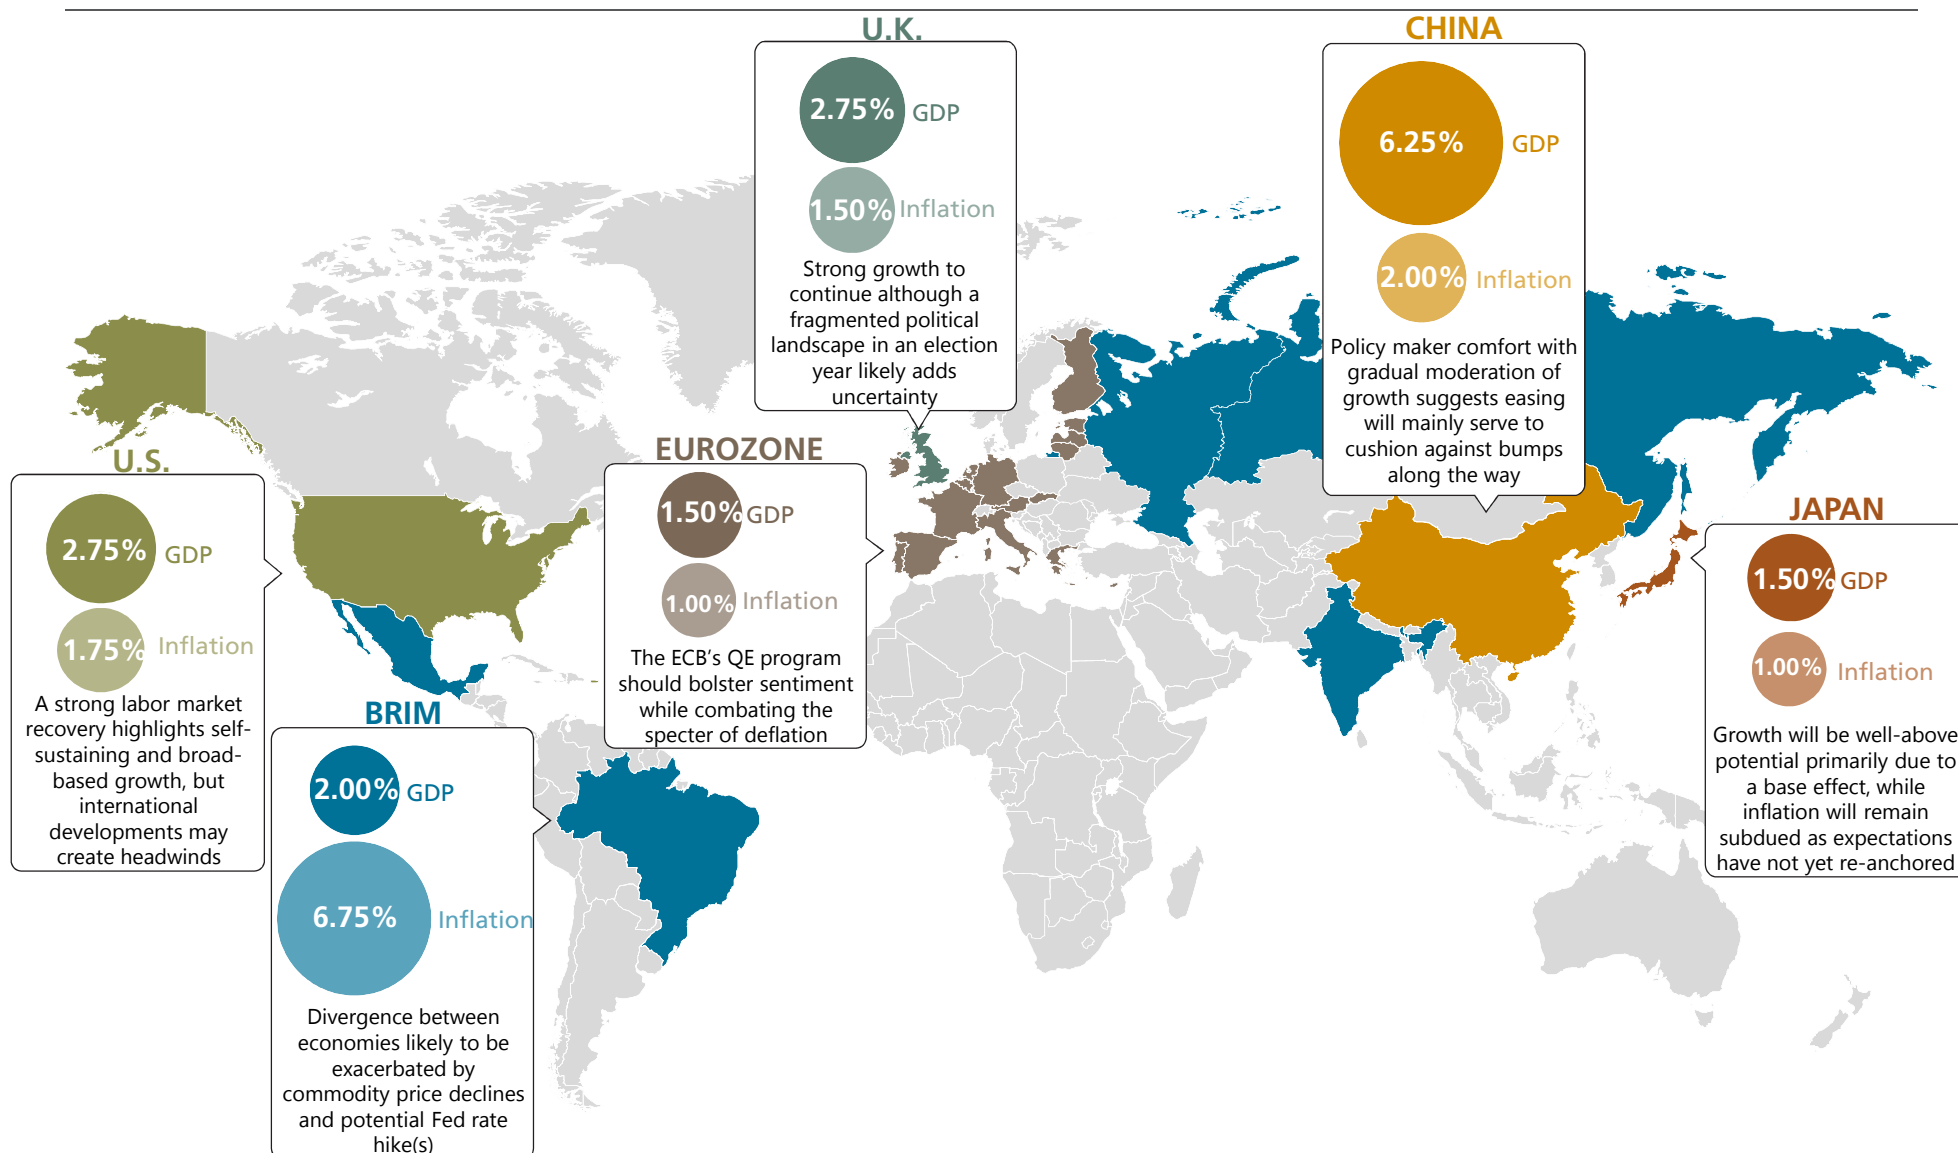 U.K.
2.75% GDP
1.50% Inflation
Strong growth to
continue although a
fragmented political
landscape in an election
year likely adds
uncertainty
CHINA
6.25% GDP
2.00% Inflation
Policy maker comfort with
gradual moderation of
growth suggests easing
will mainly serve to
cushion against bumps
along the way
U.S.
2.75% GDP
1.75% Inflation
A strong labor market
recovery highlights self-
sustaining and broad-
based growth, but
international
developments may
create headwinds
EUROZONE
1.50% GDP
1.00% Inflation
The ECB's QE program
should bolster sentiment
while combating the
specter of deflation
JAPAN
1.50% GDP
1.00% Inflation
Growth will be well-above
potential primarily due to
a base effect, while
inflation will remain
subdued as expectations
have not yet re-anchored
BRIM
2.00% GDP
6.75% Inflation
Divergence between
economies likely to be
exacerbated by
commodity price declines
and potential Fed rate
hike(s)